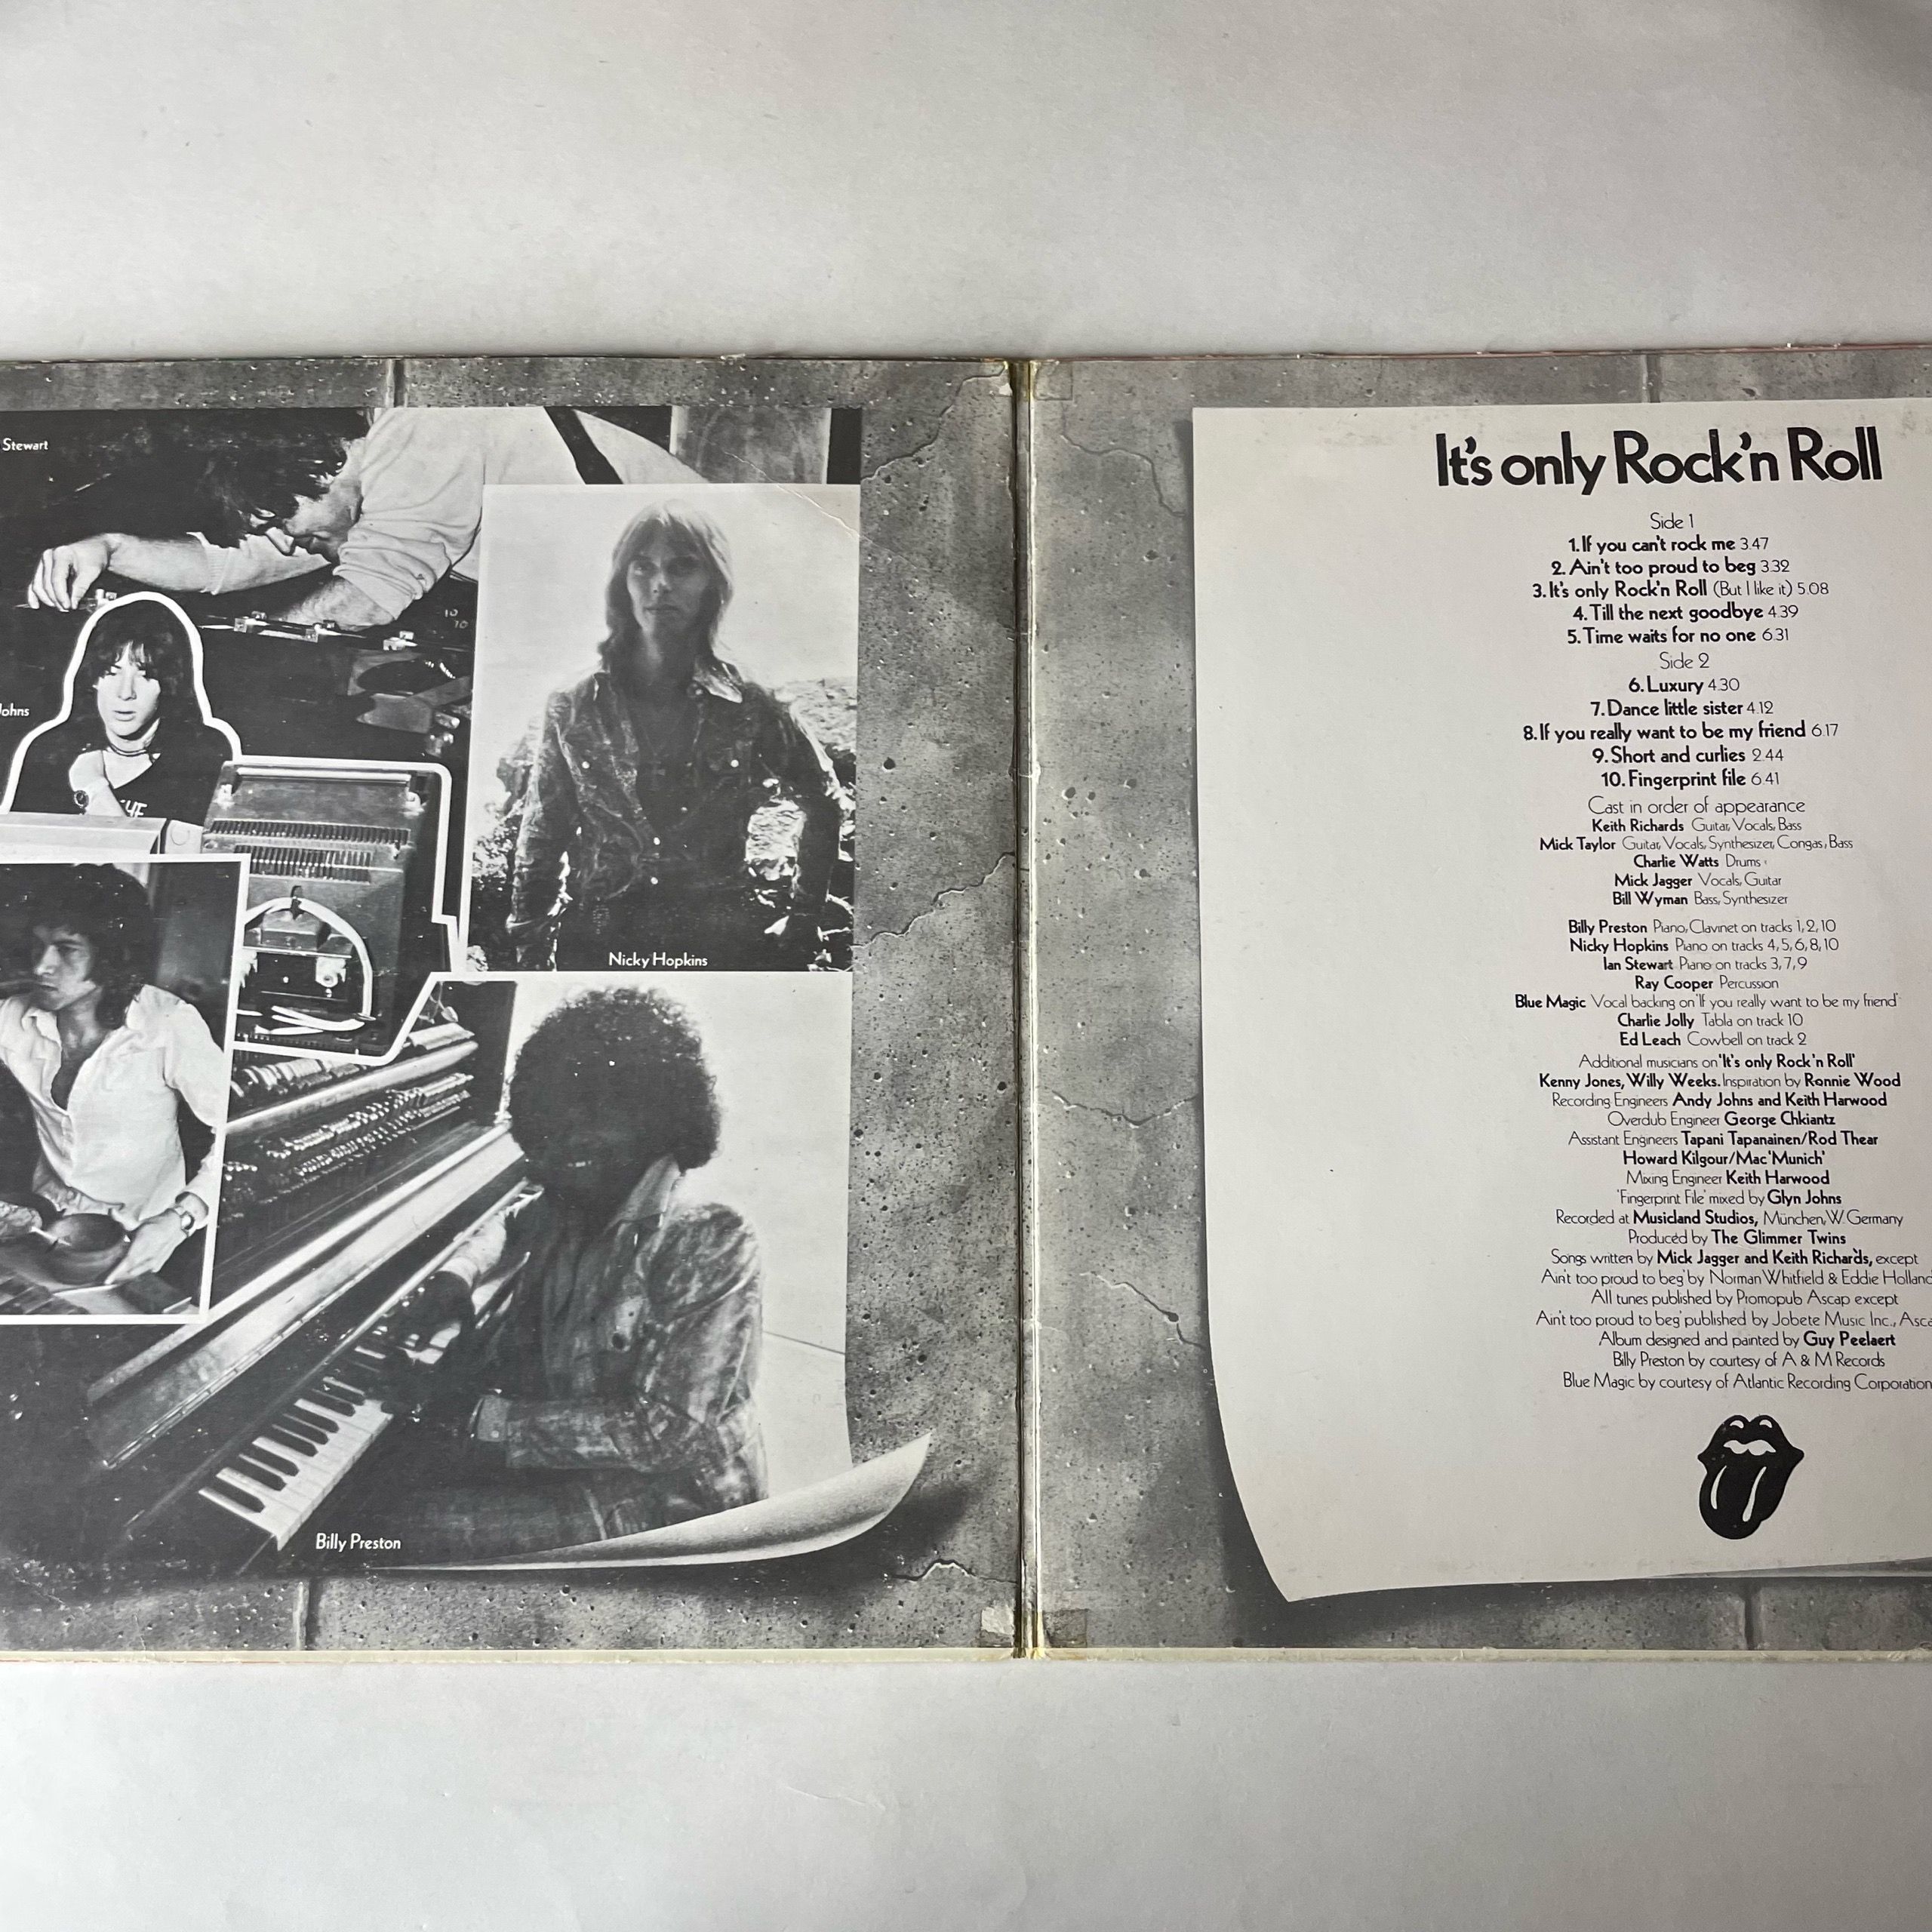 Stewart
Johns
YE
10
10
Nicky Hopkins
Billy Preston
It's only Rock'n Roll
Side 1
1. If you can't rock me 3.47
2. Ain't too proud to beg 3.32
3. It's only Rock'n Roll (But I like it) 5.08
4. Till the next goodbye 4.39
5. Time waits for no one 6.31
Side 2
6. Luxury 4.30
7. Dance little sister 4.12
8. If you really want to be my friend 6.17
9. Short and curlies 2.44
10. Fingerprint file 6.41
Cast in order of appearance
Keith Richards Guitar, Vocals, Bass
Mick Taylor Guitar, Vocals, Synthesizer, Congas, Bass
Charlie Watts Drums
Mick Jagger Vocals, Guitar
Bill Wyman Bass, Synthesizer
Billy Preston Piano, Clavinet on tracks 1, 2, 10
Nicky Hopkins Piano on tracks 4, 5, 6, 8, 10
Ian Stewart Piano on tracks 3, 7, 9
Ray Cooper Percussion
Blue Magic Vocal backing on 'If you really want to be my friend'
Charlie Jolly Tabla on track 10
Ed Leach Cowbell on track 2
Additional musicians on 'It's only Rock'n Roll'
Kenny Jones, Willy Weeks. Inspiration by Ronnie Wood
Recording Engineers Andy Johns and Keith Harwood
Overdub Engineer George Chkiantz
Assistant Engineers Tapani Tapanainen/Rod Thear
Howard Kilgour/Mac 'Munich'
Mixing Engineer Keith Harwood
'Fingerprint File' mixed by Glyn Johns
Recorded at Musicland Studios, München, W. Germany
Produced by The Glimmer Twins
Songs written by Mick Jagger and Keith Richards, except
Ain't too proud to beg' by Norman Whitfield & Eddie Holland
All tunes published by Promopub Ascap except
Ain't too proud to beg' published by Jobete Music Inc., Asca
Album designed and painted by Guy Peelaert
Billy Preston by courtesy of A & M Records
Blue Magic by courtesy of Atlantic Recording Corporation